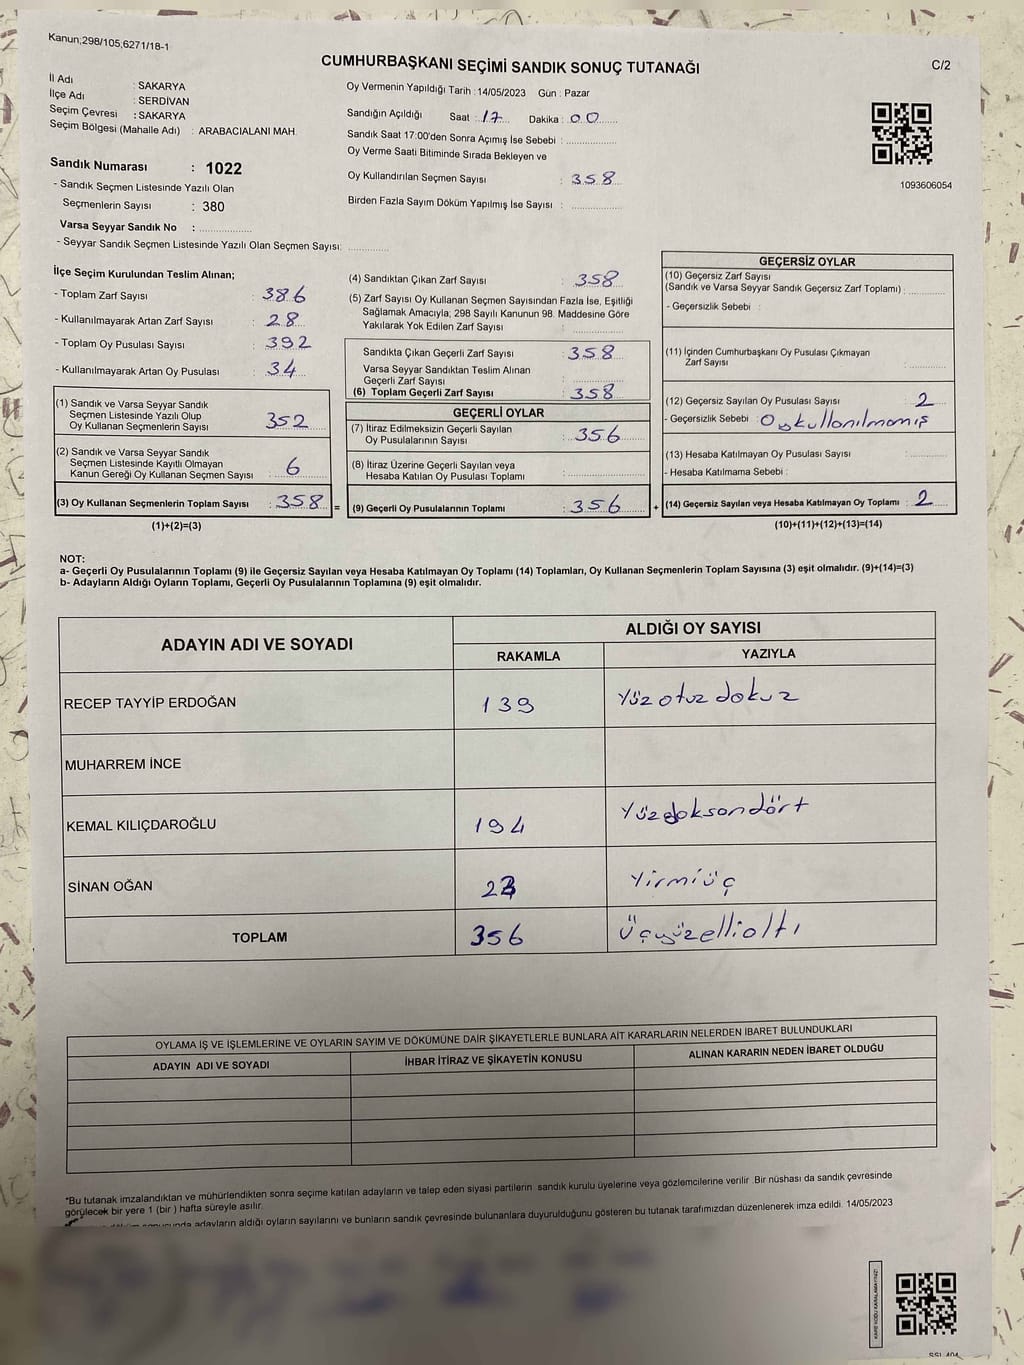 Kanun;298/105,6271/18-1
CUMHURBAŞKANI SEÇİMİ SANDIK SONUÇ TUTANAĞI
C/2
İl Adı : SAKARYA
İlçe Adı : SERDİVAN
Seçim Çevresi : SAKARYA
Seçim Bölgesi (Mahalle Adı) : ARABACIALANI MAH.
Sandık Numarası : 1022
- Sandık Seçmen Listesinde Yazılı Olan
Seçmenlerin Sayısı : 380
Varsa Seyyar Sandık No :
- Seyyar Sandık Seçmen Listesinde Yazılı Olan Seçmen Sayısı:
Oy Vermenin Yapıldığı Tarih : 14/05/2023 Gün : Pazar
Sandığın Açıldığı Saat : 17 Dakika : 00
Sandık Saat 17:00'den Sonra Açımış İse Sebebi :
Oy Verme Saati Bitiminde Sırada Bekleyen ve
Oy Kullandırılan Seçmen Sayısı : 358
Birden Fazla Sayım Döküm Yapılmış İse Sayısı :
1093606054
İlçe Seçim Kurulundan Teslim Alınan;
- Toplam Zarf Sayısı : 386
- Kullanılmayarak Artan Zarf Sayısı : 28
- Toplam Oy Pusulası Sayısı : 392
- Kullanılmayarak Artan Oy Pusulası : 34
(1) Sandık ve Varsa Seyyar Sandık
Seçmen Listesinde Yazılı Olup
Oy Kullanan Seçmenlerin Sayısı : 352
(2) Sandık ve Varsa Seyyar Sandık
Seçmen Listesinde Kayıtlı Olmayan
Kanun Gereği Oy Kullanan Seçmen Sayısı : 6
(3) Oy Kullanan Seçmenlerin Toplam Sayısı : 358 =
(1)+(2)=(3)
(4) Sandıktan Çıkan Zarf Sayısı : 358
(5) Zarf Sayısı Oy Kullanan Seçmen Sayısından Fazla İse, Eşitliği
Sağlamak Amacıyla; 298 Sayılı Kanunun 98. Maddesine Göre
Yakılarak Yok Edilen Zarf Sayısı :
Sandıkta Çıkan Geçerli Zarf Sayısı : 358
Varsa Seyyar Sandıktan Teslim Alınan
Geçerli Zarf Sayısı :
(6) Toplam Geçerli Zarf Sayısı : 358
GEÇERLİ OYLAR
(7) İtiraz Edilmeksizin Geçerli Sayılan
Oy Pusulalarının Sayısı : 356
(8) İtiraz Üzerine Geçerli Sayılan veya
Hesaba Katılan Oy Pusulası Toplamı :
(9) Geçerli Oy Pusulalarının Toplamı : 356 +
GEÇERSİZ OYLAR
(10) Geçersiz Zarf Sayısı
(Sandık ve Varsa Seyyar Sandık Geçersiz Zarf Toplamı) :
- Geçersizlik Sebebi :
(11) İçinden Cumhurbaşkanı Oy Pusulası Çıkmayan
Zarf Sayısı :
(12) Geçersiz Sayılan Oy Pusulası Sayısı : 2
- Geçersizlik Sebebi : Oy kullanılmamış
(13) Hesaba Katılmayan Oy Pusulası Sayısı :
- Hesaba Katılmama Sebebi :
(14) Geçersiz Sayılan veya Hesaba Katılmayan Oy Toplamı : 2
(10)+(11)+(12)+(13)=(14)
NOT:
a- Geçerli Oy Pusulalarının Toplamı (9) ile Geçersiz Sayılan veya Hesaba Katılmayan Oy Toplamı (14) Toplamları, Oy Kullanan Seçmenlerin Toplam Sayısına (3) eşit olmalıdır. (9)+(14)=(3)
b- Adayların Aldığı Oyların Toplamı, Geçerli Oy Pusulalarının Toplamına (9) eşit olmalıdır.
ADAYIN ADI VE SOYADI
ALDIĞI OY SAYISI
RAKAMLA YAZIYLA
RECEP TAYYİP ERDOĞAN 139 Yüzotuzdokuz
MUHARREM İNCE
KEMAL KILIÇDAROĞLU 194 Yüzdoksandört
SİNAN OĞAN 23 Yirmiüç
TOPLAM 356 Üçyüzellialtı
OYLAMA İŞ VE İŞLEMLERİNE VE OYLARIN SAYIM VE DÖKÜMÜNE DAİR ŞİKAYETLERLE BUNLARA AİT KARARLARIN NELERDEN İBARET BULUNDUKLARI
ADAYIN ADI VE SOYADI İHBAR İTİRAZ VE ŞİKAYETİN KONUSU ALINAN KARARIN NEDEN İBARET OLDUĞU
"Bu tutanak imzalandıktan ve mühürlendikten sonra seçime katılan adayların ve talep eden siyasi partilerin sandık kurulu üyelerine veya gözlemcilerine verilir. Bir nüshası da sandık çevresinde
görülecek bir yere 1 (bir) hafta süreyle asılır.
adayların aldığı oyların sayılarını ve bunların sandık çevresinde bulunanlara duyurulduğunu gösteren bu tutanak tarafımızdan düzenlenerek imza edildi. 14/05/2023
KARE KODU KARALAMAYINIZ!